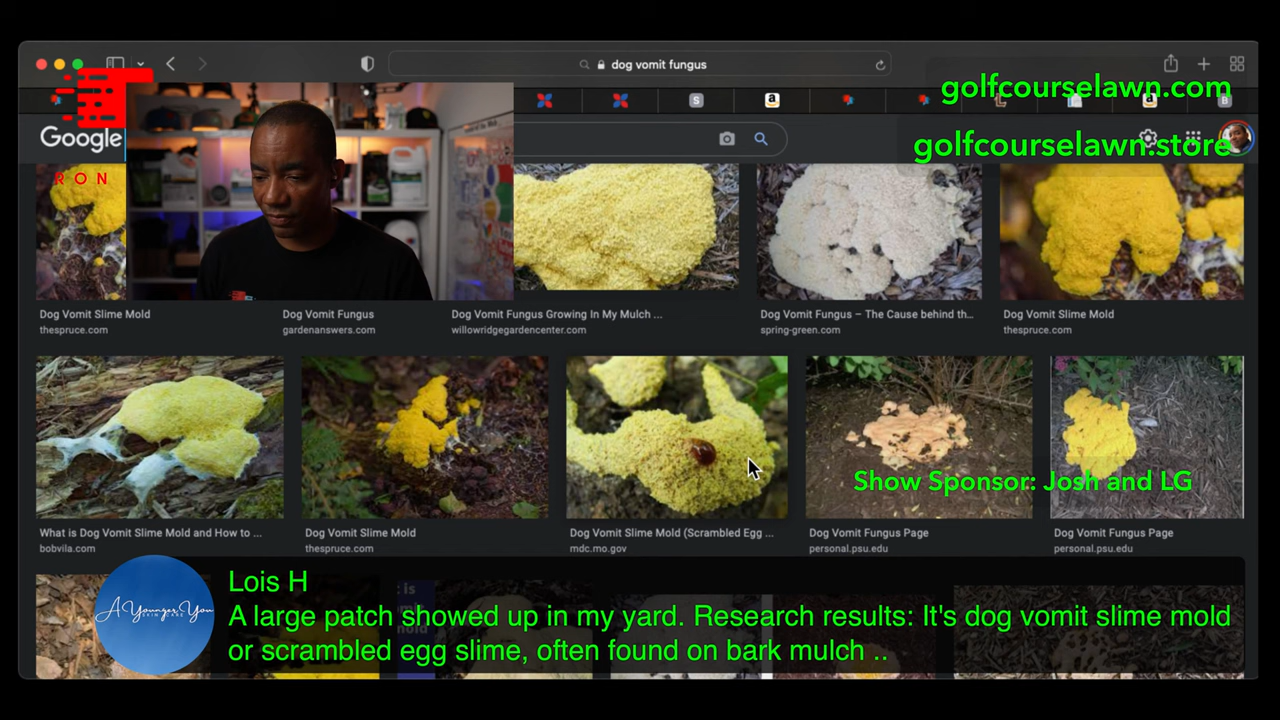 dog vomit fungus
golfcourselawn.com
Google
golfcourselawn.store
RON
Dog Vomit Slime Mold
thespruce.com
Dog Vomit Fungus
gardenanswers.com
Dog Vomit Fungus Growing In My Mulch ...
willowridgegardencenter.com
Dog Vomit Fungus – The Cause behind th...
spring-green.com
Dog Vomit Slime Mold
thespruce.com
Show Sponsor: Josh and LG
What is Dog Vomit Slime Mold and How to ...
bobvila.com
Dog Vomit Slime Mold
thespruce.com
Dog Vomit Slime Mold (Scrambled Egg ...
mdc.mo.gov
Dog Vomit Fungus Page
personal.psu.edu
Dog Vomit Fungus Page
personal.psu.edu
A Younger You
SKIN CARE
Lois H
A large patch showed up in my yard. Research results: It's dog vomit slime mold
or scrambled egg slime, often found on bark mulch ..